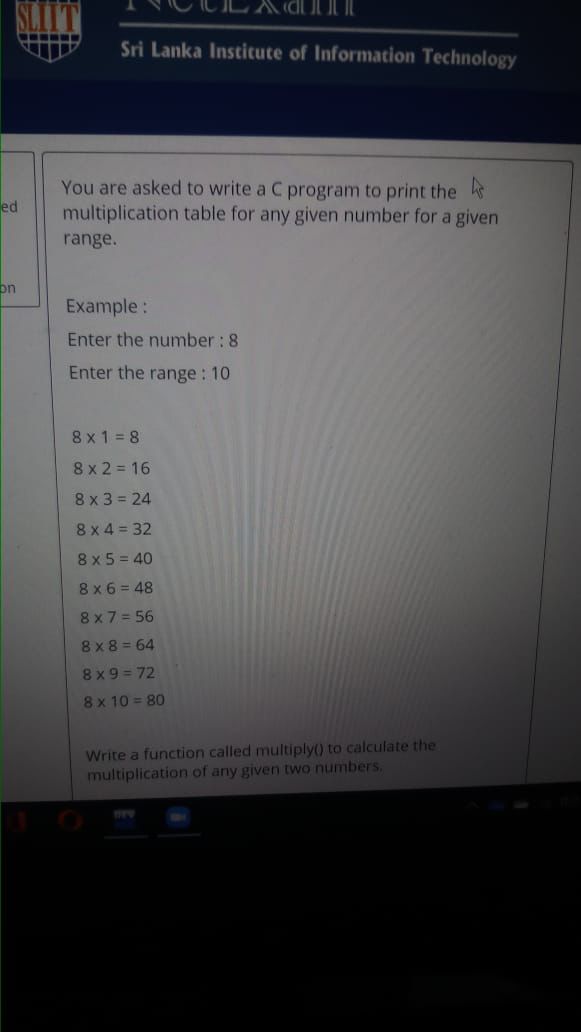 SLIIT
NetExam
Sri Lanka Institute of Information Technology
ed
on
You are asked to write a C program to print the
multiplication table for any given number for a given
range.
Example :
Enter the number : 8
Enter the range : 10
8 x 1 = 8
8 x 2 = 16
8 x 3 = 24
8 x 4 = 32
8 x 5 = 40
8 x 6 = 48
8 x 7 = 56
8 x 8 = 64
8 x 9 = 72
8 x 10 = 80
Write a function called multiply() to calculate the
multiplication of any given two numbers.